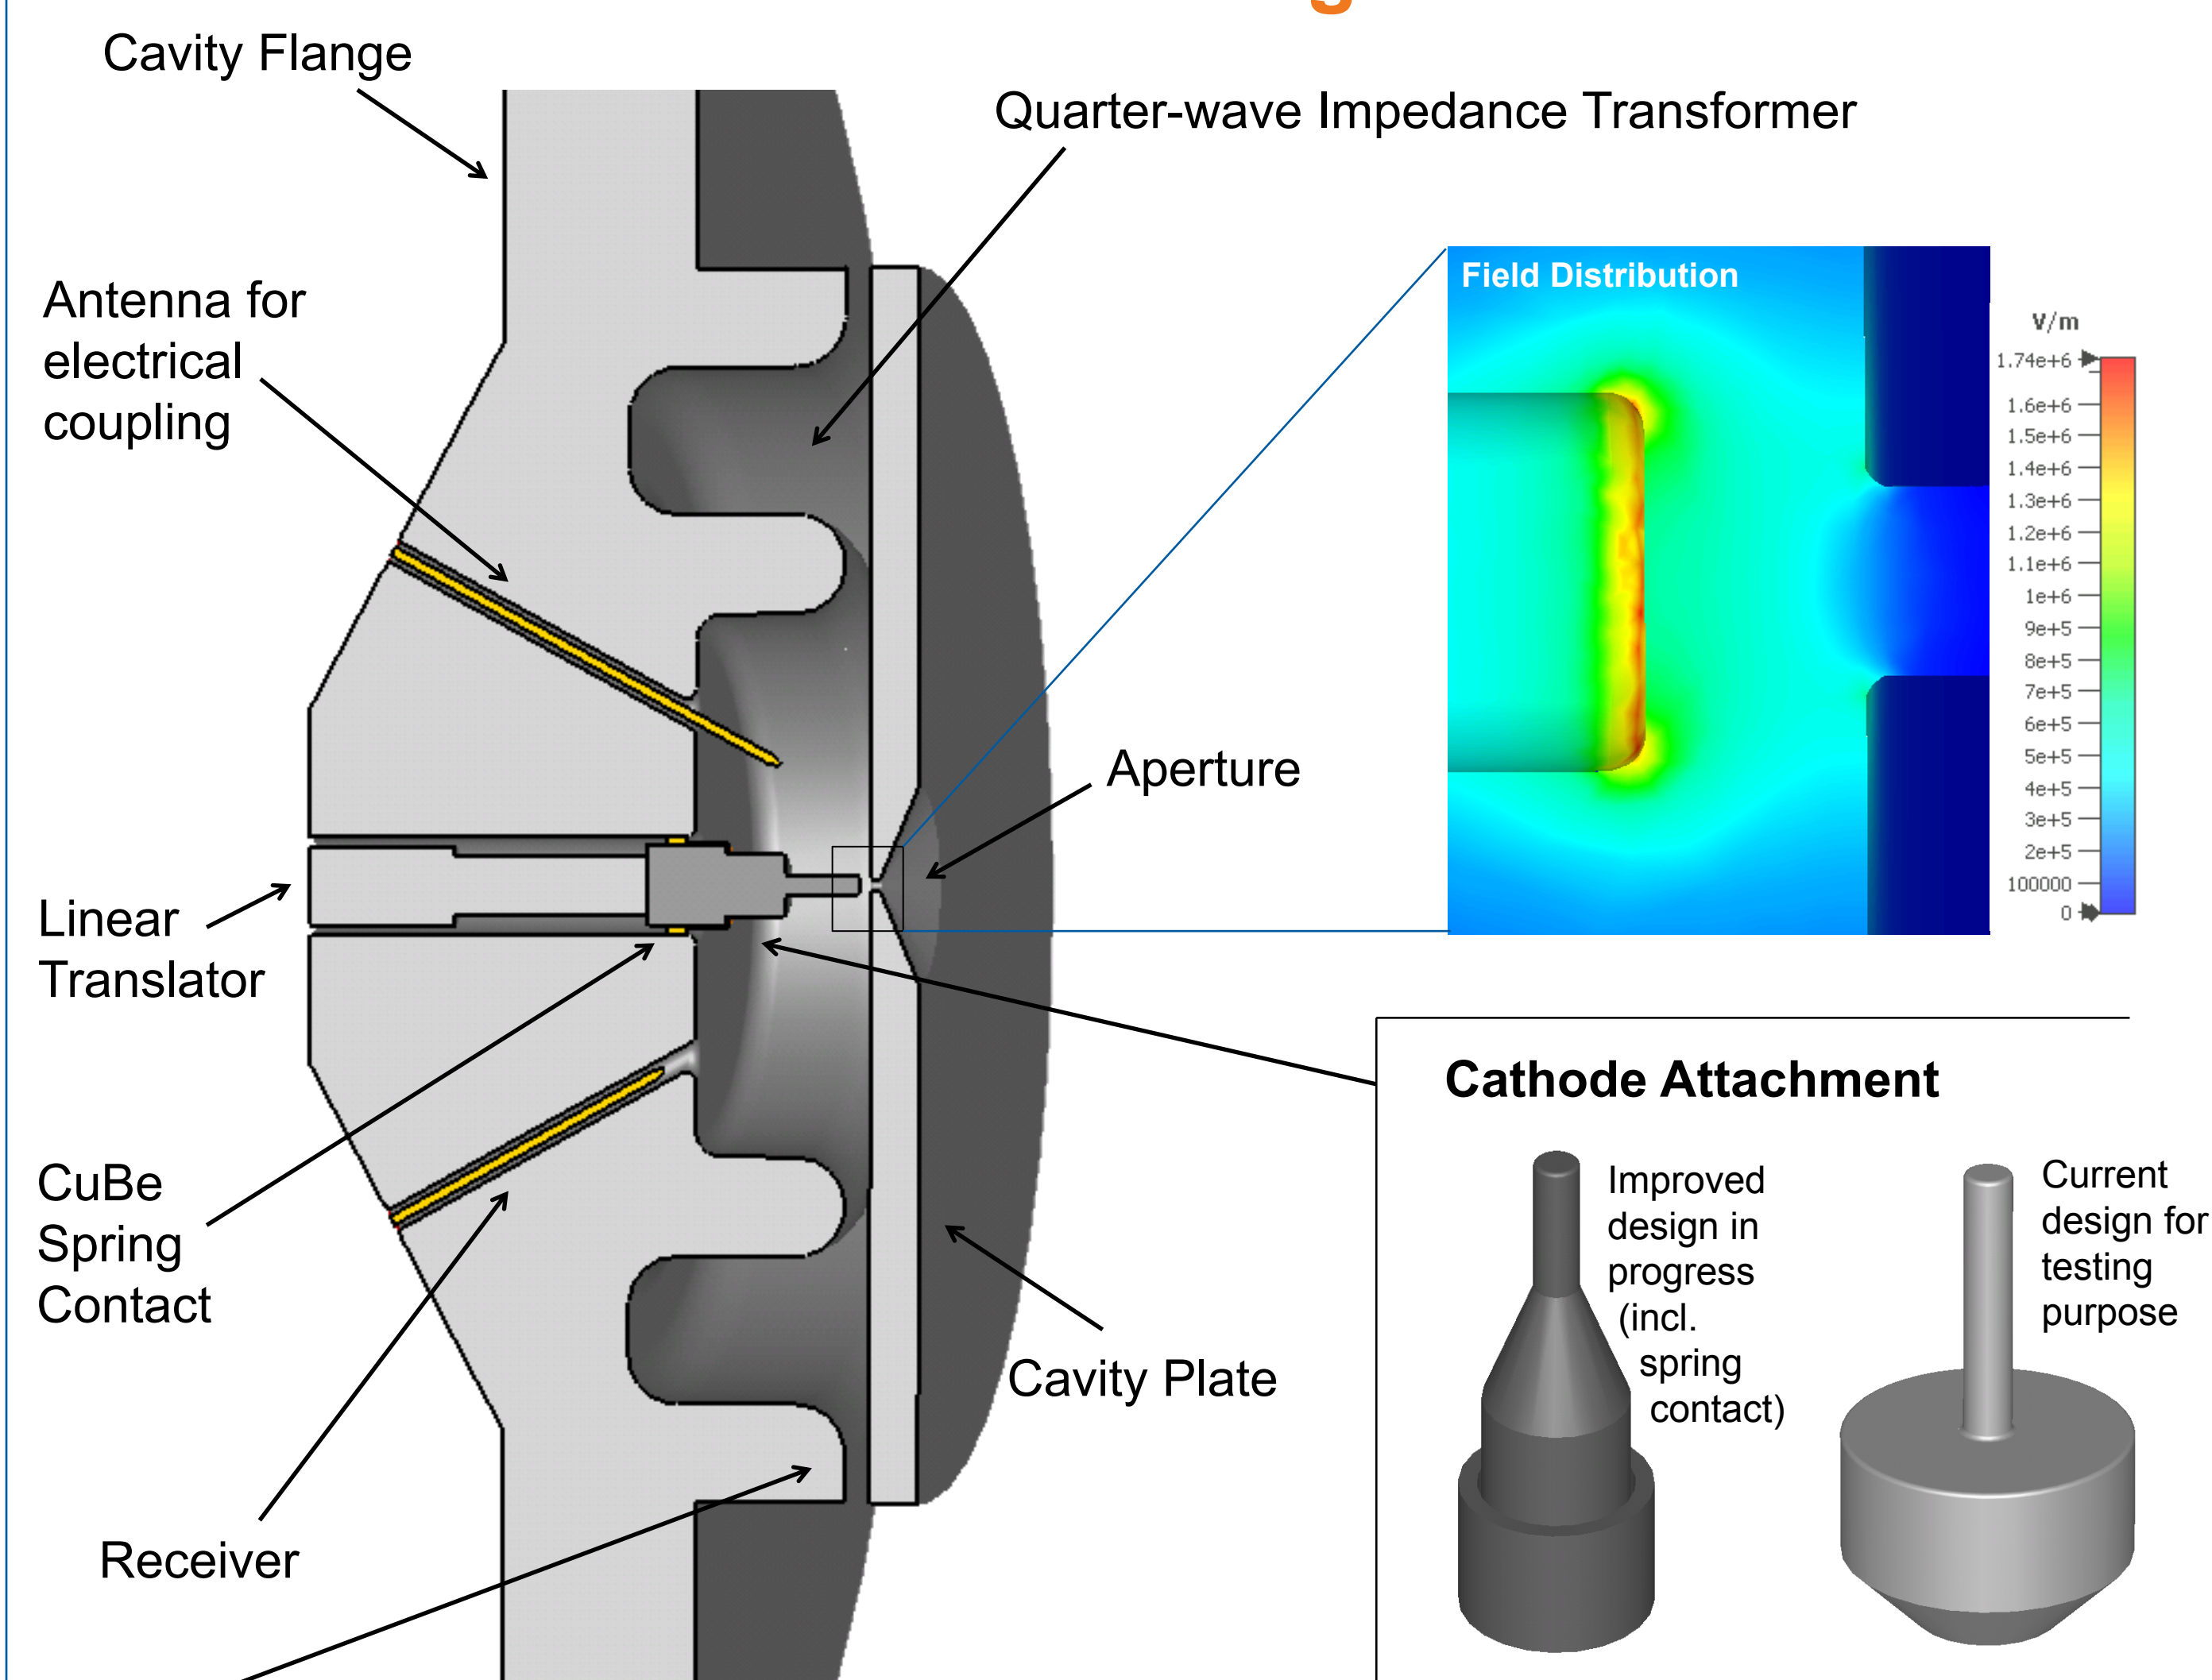 Cavity Flange
Quarter-wave Impedance Transformer
Antenna for
electrical
coupling
Field Distribution
V/m
1.74e+6
1.6e+6
1.5e+6
1.4e+6
1.3e+6
1.2e+6
1.1e+6
1e+6
9e+5
8e+5
7e+5
6e+5
5e+5
4e+5
3e+5
2e+5
100000
0
Aperture
Linear
Translator
CuBe
Spring
Contact
Receiver
Cavity Plate
Cathode Attachment
Improved
design in
progress
(incl.
spring
contact)
Current
design for
testing
purpose